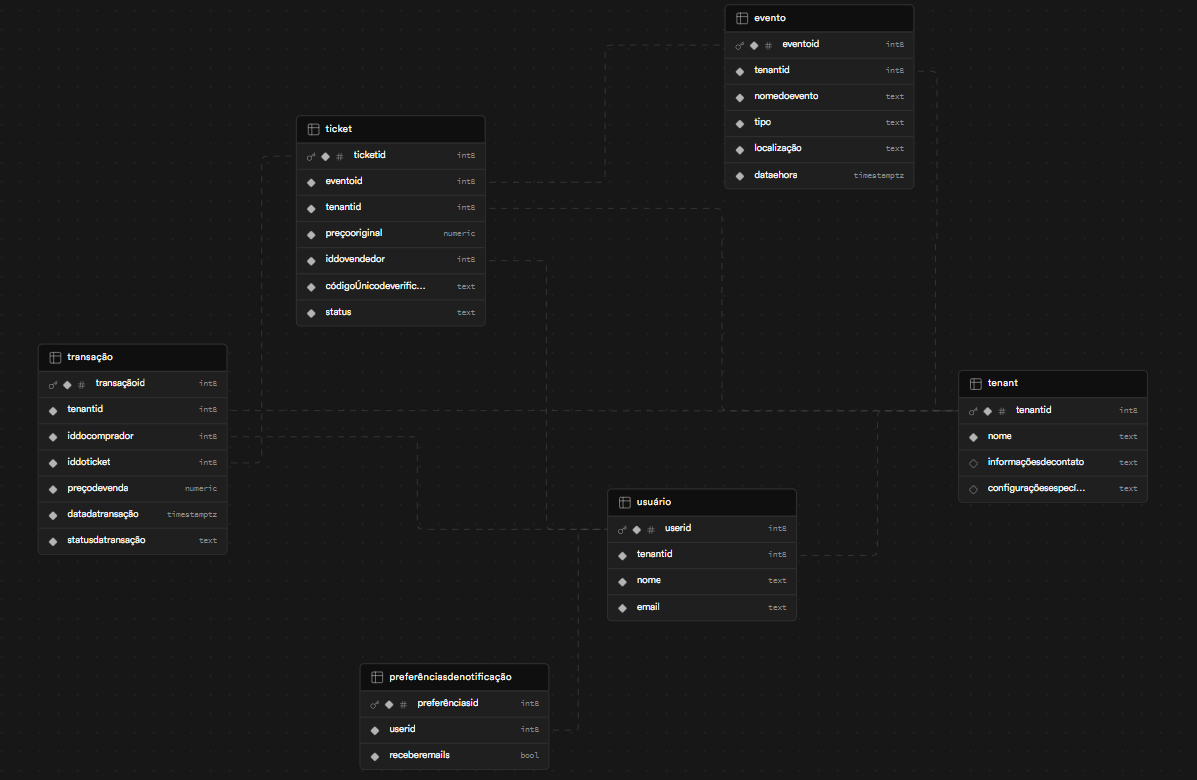 evento
# eventoid int8
tenantid int8
nomedoevento text
tipo text
localização text
dataehora timestamptz
ticket
# ticketid int8
eventoid int8
tenantid int8
preçooriginal numeric
iddovendedor int8
códigoÚnicodeverific... text
status text
transação
# transaçãoid int8
tenantid int8
iddocomprador int8
iddoticket int8
preçodevenda numeric
datadatransação timestamptz
statusdatransação text
tenant
# tenantid int8
nome text
informaçõesdecontato text
configuraçõesespecí... text
usuário
# userid int8
tenantid int8
nome text
email text
preferênciasdenotificação
# preferênciasid int8
userid int8
receberemails bool